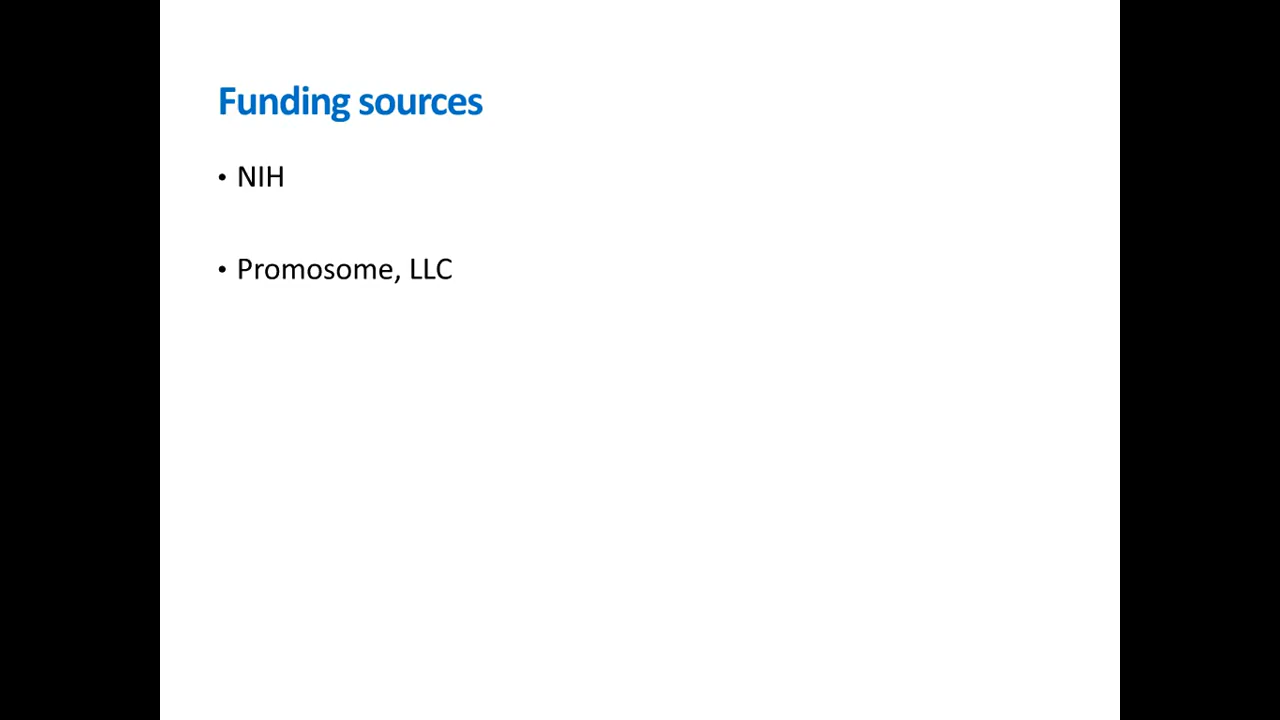 Funding sources
• NIH
• Promosome, LLC